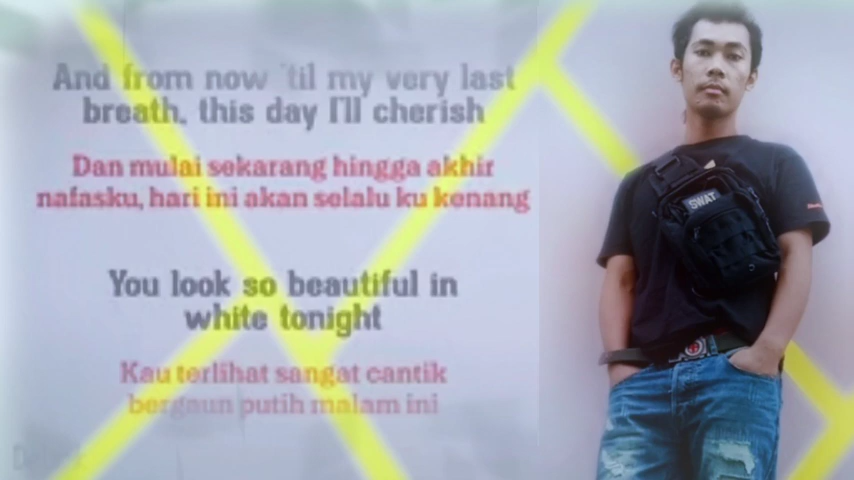 And from now 'til my very last
breath, this day I'll cherish
Dan mulai sekarang hingga akhir
nafasku, hari ini akan selalu ku kenang
You look so beautiful in
white tonight
Kau terlihat sangat cantik
bergaun putih malam ini
SWAT